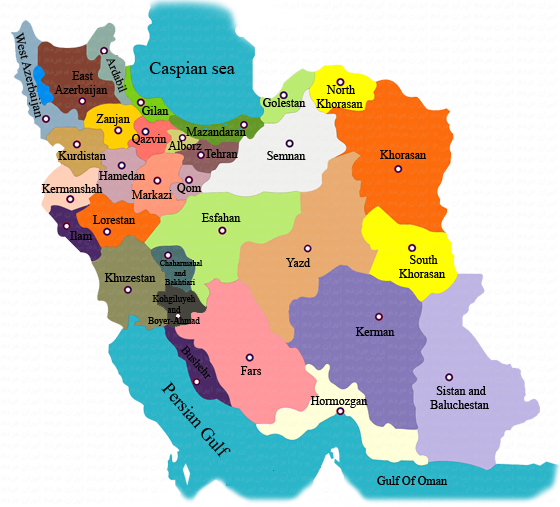 West Azerbaijan
East
Azerbaijan
Ardabil
Caspian sea
Gilan
Golestan
North
Khorasan
Zanjan
Qazvin
Mazandaran
Alborz
Tehran
Semnan
Khorasan
Kurdistan
Hamedan
Kermanshah
Markazi
Qom
Ilam
Lorestan
Esfahan
Yazd
South
Khorasan
Khuzestan
Chaharmahal
and
Bakhtiari
Kohgiluyeh
and
Boyer-Ahmad
Kerman
Bushehr
Fars
Sistan and
Baluchestan
Hormozgan
Persian Gulf
Gulf Of Oman